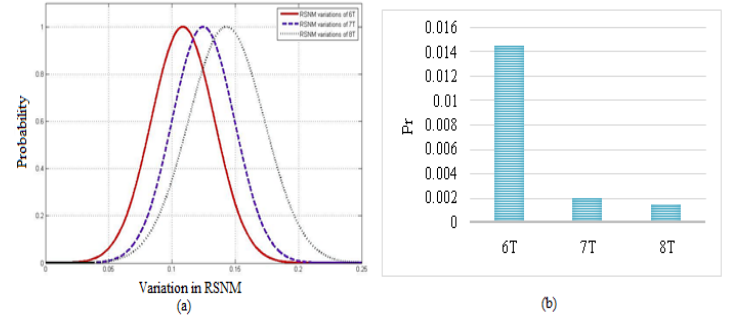 RSNM variations of 6T
RSNM variations of 7T
RSNM variations of 8T
1
0.8
0.6
0.4
0.2
0
Probability
0
0.05
0.1
0.15
0.2
0.25
Variation in RSNM
(a)
0.016
0.014
0.012
0.01
0.008
0.006
0.004
0.002
0
Pr
6T
7T
8T
(b)